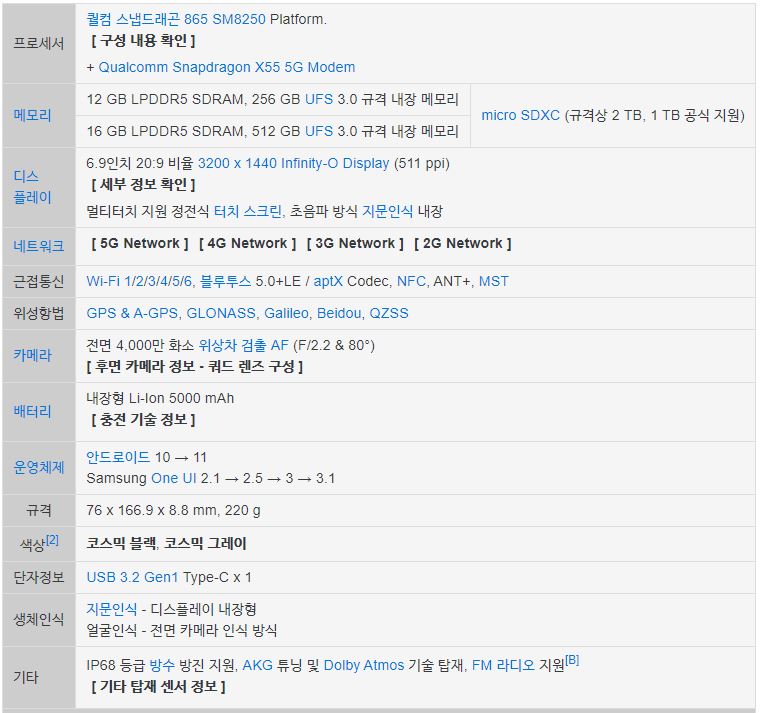 프로세서
퀄컴 스냅드래곤 865 SM8250 Platform.
[ 구성 내용 확인 ]
+ Qualcomm Snapdragon X55 5G Modem
메모리
12 GB LPDDR5 SDRAM, 256 GB UFS 3.0 규격 내장 메모리
16 GB LPDDR5 SDRAM, 512 GB UFS 3.0 규격 내장 메모리
micro SDXC (규격상 2 TB, 1 TB 공식 지원)
디스
플레이
6.9인치 20:9 비율 3200 x 1440 Infinity-O Display (511 ppi)
[ 세부 정보 확인 ]
멀티터치 지원 정전식 터치 스크린, 초음파 방식 지문인식 내장
네트워크
[ 5G Network ] [ 4G Network ] [ 3G Network ] [ 2G Network ]
근접통신
Wi-Fi 1/2/3/4/5/6, 블루투스 5.0+LE / aptX Codec, NFC, ANT+, MST
위성항법
GPS & A-GPS, GLONASS, Galileo, Beidou, QZSS
카메라
전면 4,000만 화소 위상차 검출 AF (F/2.2 & 80°)
[ 후면 카메라 정보 - 쿼드 렌즈 구성 ]
배터리
내장형 Li-Ion 5000 mAh
[ 충전 기술 정보 ]
운영체제
안드로이드 10 → 11
Samsung One UI 2.1 → 2.5 → 3 → 3.1
규격
76 x 166.9 x 8.8 mm, 220 g
색상[2]
코스믹 블랙, 코스믹 그레이
단자정보
USB 3.2 Gen1 Type-C x 1
생체인식
지문인식 - 디스플레이 내장형
얼굴인식 - 전면 카메라 인식 방식
기타
IP68 등급 방수 방진 지원, AKG 튜닝 및 Dolby Atmos 기술 탑재, FM 라디오 지원[B]
[ 기타 탑재 센서 정보 ]